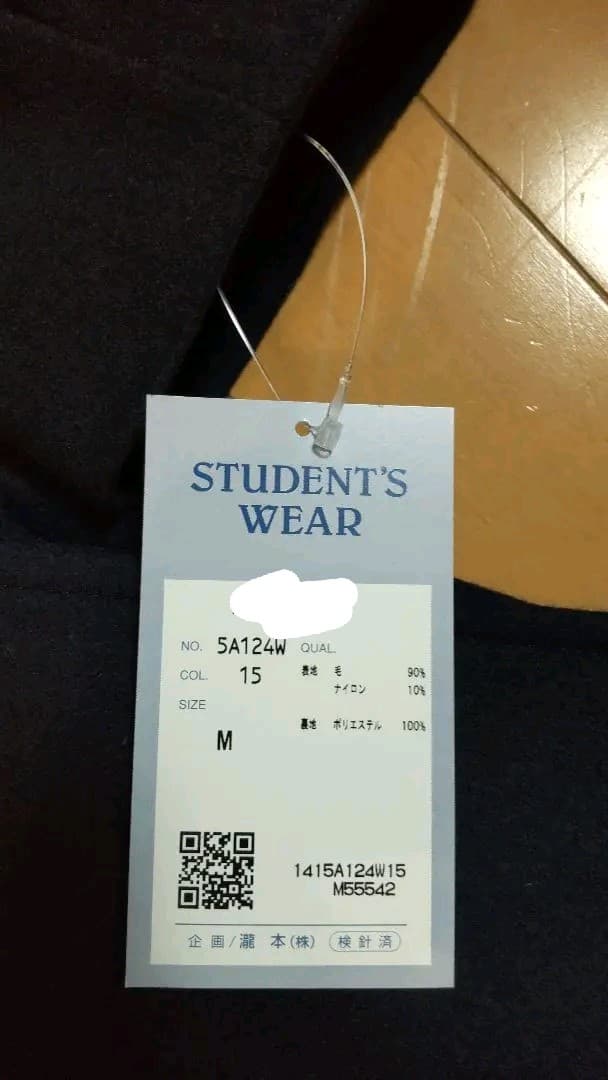 STUDENT'S
WEAR
NO. 5A124W QUAL.
COL. 15 表地 毛 90%
ナイロン 10%
SIZE
M 裏地 ポリエステル 100%
1415A124W15
M55542
企画/瀧本(株) 検針済